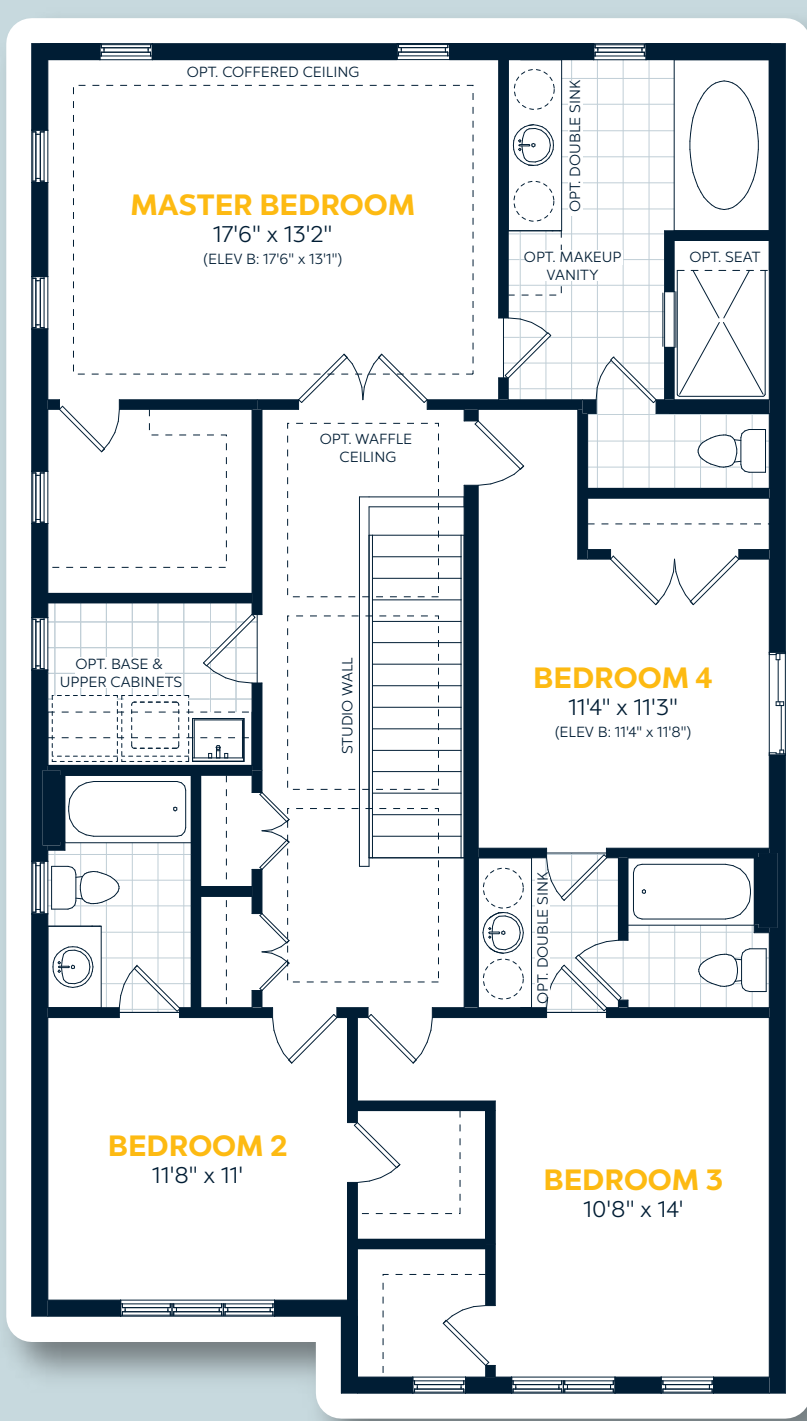 OPT. COFFERED CEILING
MASTER BEDROOM
17'6" x 13'2"
(ELEV B: 17'6" x 13'1")
OPT. DOUBLE SINK
OPT. MAKEUP
VANITY
OPT. SEAT
OPT. WAFFLE
CEILING
OPT. BASE &
UPPER CABINETS
STUDIO WALL
BEDROOM 4
11'4" x 11'3"
(ELEV B: 11'4" x 11'8")
OPT. DOUBLE SINK
BEDROOM 2
11'8" x 11'
BEDROOM 3
10'8" x 14'